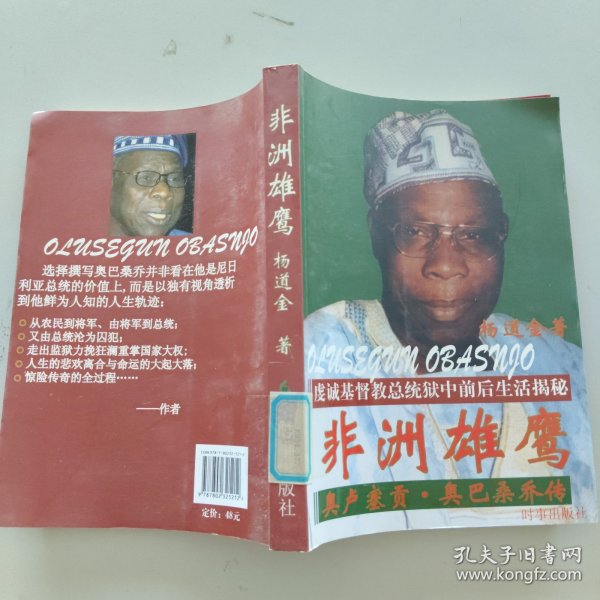 OLUSEGUN OBASNJO
选择撰写奥巴桑乔并非看在他是尼日
利亚总统的价值上,而是以独有视角透析
到他鲜为人知的人生轨迹:
从农民到将军、由将军到总统;
又由总统沦为囚犯;
走出监狱力挽狂澜重掌国家大权;
人生的悲欢离合与命运的大起大落;
惊险传奇的全过程……
——作者
9787802325212
定价:48元
非洲雄鹰
杨道金 著
版社
杨道金著
OLUSEGUN OBASNJO
虔诚基督教总统狱中前后生活揭秘
非洲雄鹰
奥卢塞贡·奥巴桑乔传
时事出版社
孔夫子旧书网
www.kongfz.com